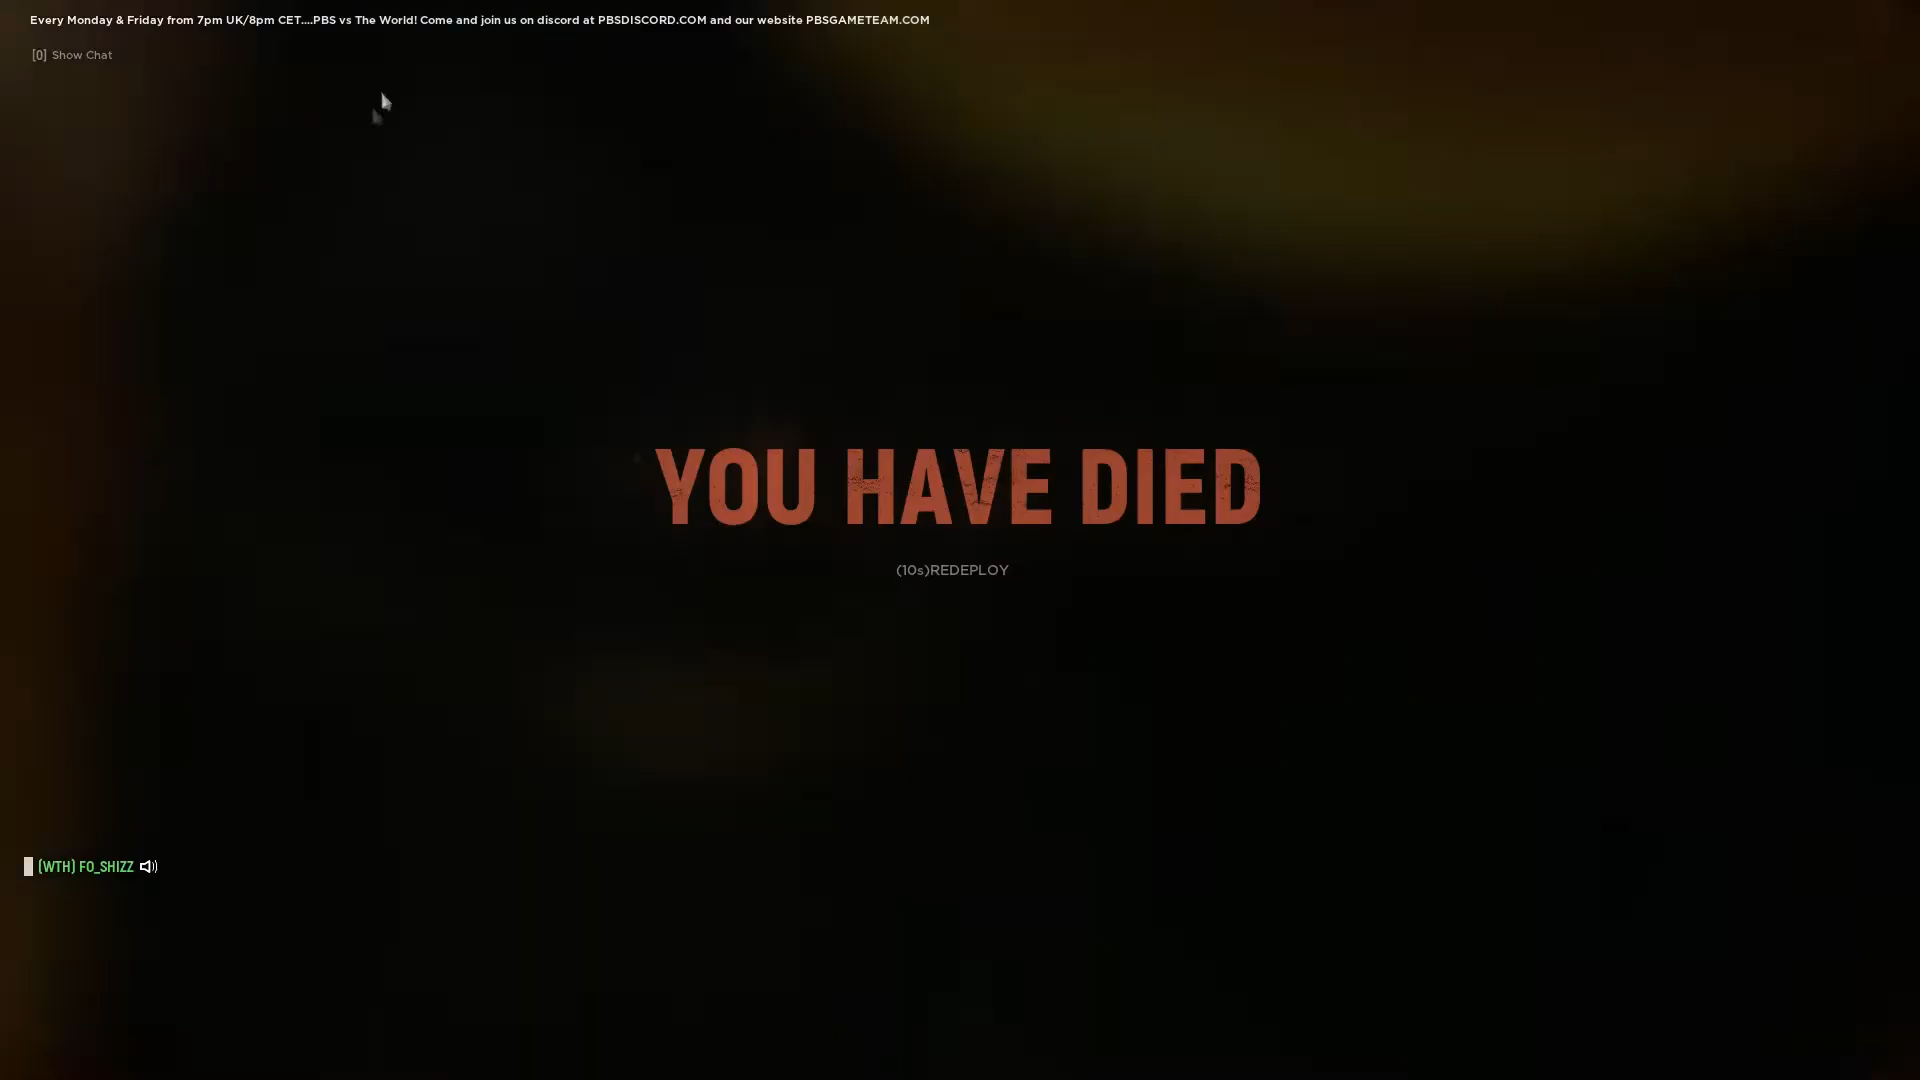 Every Monday & Friday from 7pm UK/8pm CET....PBS vs The World! Come and join us on discord at PBSDISCORD.COM and our website PBSGAMETEAM.COM
[0] Show Chat
YOU HAVE DIED
(10s)REDEPLOY
(WTH) FO_SHIZZ